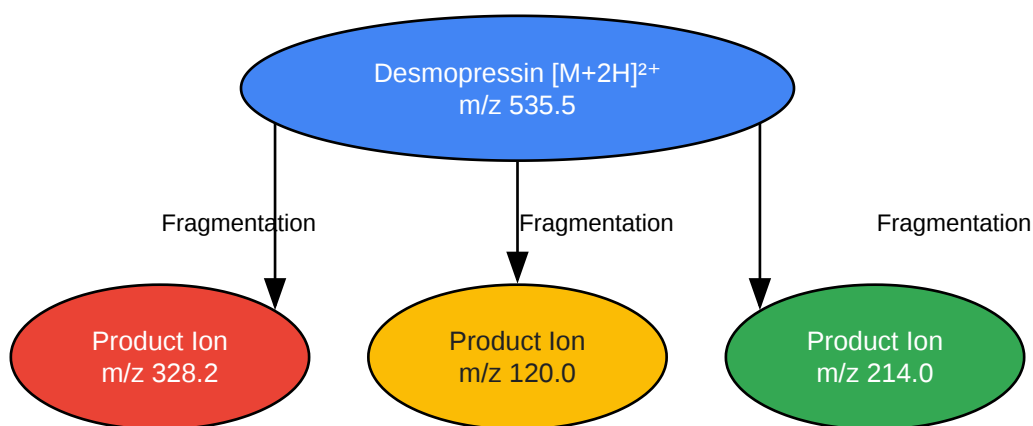 Desmopressin [M+2H]²⁺
m/z 535.5
Fragmentation
Fragmentation
Fragmentation
Product Ion
m/z 328.2
Product Ion
m/z 120.0
Product Ion
m/z 214.0